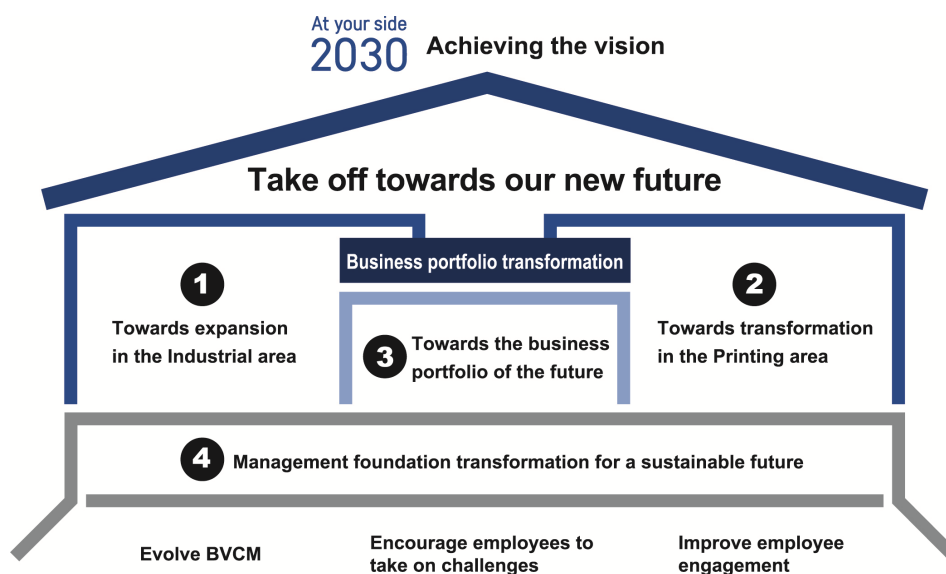 At your side
2030
Achieving the vision
Take off towards our new future
Business portfolio transformation
1
Towards expansion
in the Industrial area
2
Towards transformation
in the Printing area
3
Towards the business
portfolio of the future
4
Management foundation transformation for a sustainable future
Evolve BVCM
Encourage employees to
take on challenges
Improve employee
engagement